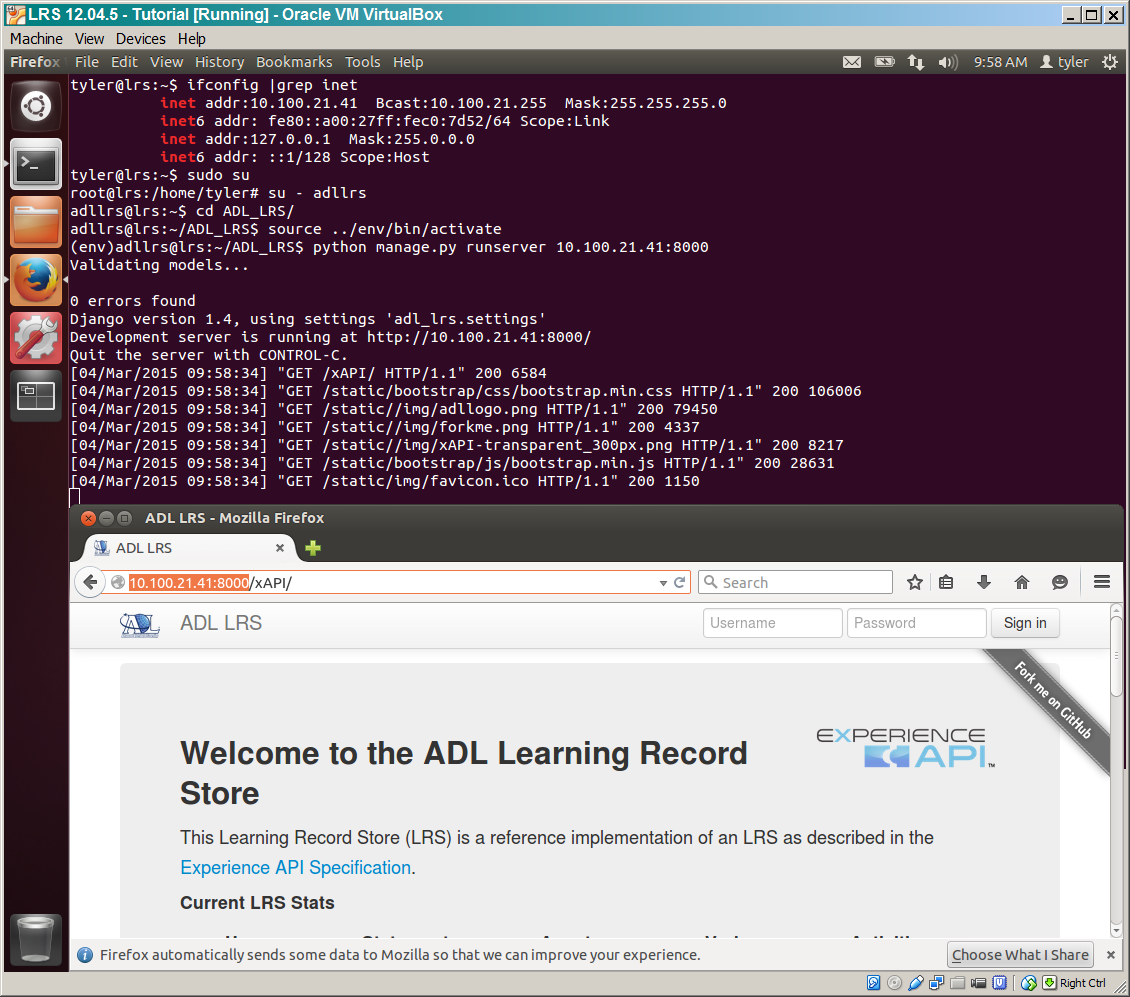 LRS 12.04.5 - Tutorial [Running] - Oracle VM VirtualBox
Machine View Devices Help
Firefox File Edit View History Bookmarks Tools Help 9:58 AM tyler
tyler@lrs:~$ ifconfig |grep inet
inet addr:10.100.21.41 Bcast:10.100.21.255 Mask:255.255.255.0
inet6 addr: fe80::a00:27ff:fec0:7d52/64 Scope:Link
inet addr:127.0.0.1 Mask:255.0.0.0
inet6 addr: ::1/128 Scope:Host
tyler@lrs:~$ sudo su
root@lrs:/home/tyler# su - adllrs
adllrs@lrs:~$ cd ADL_LRS/
adllrs@lrs:~/ADL_LRS$ source ../env/bin/activate
(env)adllrs@lrs:~/ADL_LRS$ python manage.py runserver 10.100.21.41:8000
Validating models...
0 errors found
Django version 1.4, using settings 'adl_lrs.settings'
Development server is running at http://10.100.21.41:8000/
Quit the server with CONTROL-C.
[04/Mar/2015 09:58:34] "GET /xAPI/ HTTP/1.1" 200 6584
[04/Mar/2015 09:58:34] "GET /static/bootstrap/css/bootstrap.min.css HTTP/1.1" 200 106006
[04/Mar/2015 09:58:34] "GET /static//img/adllogo.png HTTP/1.1" 200 79450
[04/Mar/2015 09:58:34] "GET /static//img/forkme.png HTTP/1.1" 200 4337
[04/Mar/2015 09:58:34] "GET /static//img/xAPI-transparent_300px.png HTTP/1.1" 200 8217
[04/Mar/2015 09:58:34] "GET /static/bootstrap/js/bootstrap.min.js HTTP/1.1" 200 28631
[04/Mar/2015 09:58:34] "GET /static/img/favicon.ico HTTP/1.1" 200 1150
ADL LRS - Mozilla Firefox
ADL LRS
10.100.21.41:8000/xAPI/ Search
ADL ADL LRS Username Password Sign in
Fork me on GitHub
EXPERIENCE
API™
Welcome to the ADL Learning Record
Store
This Learning Record Store (LRS) is a reference implementation of an LRS as described in the
Experience API Specification.
Current LRS Stats
Firefox automatically sends some data to Mozilla so that we can improve your experience. Choose What I Share
Right Ctrl